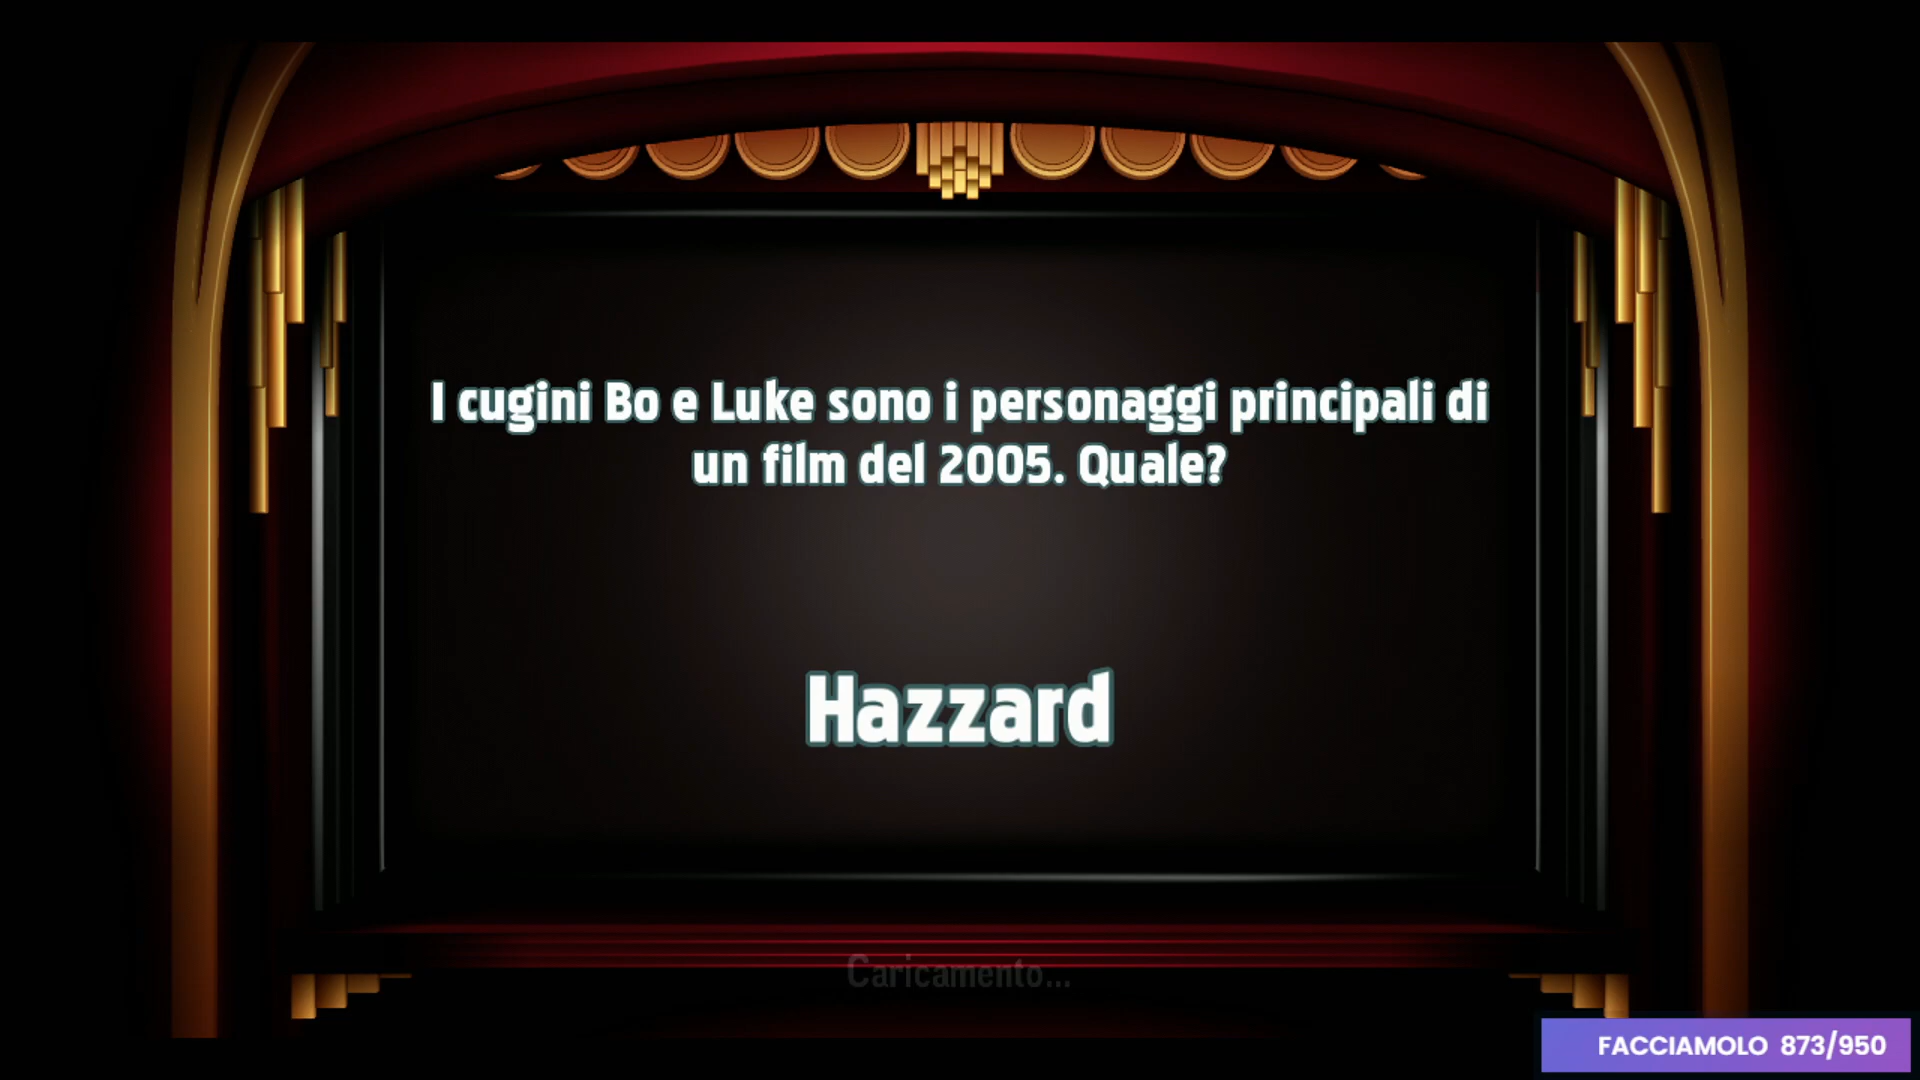 I cugini Bo e Luke sono i personaggi principali di
un film del 2005. Quale?
Hazzard
Caricamento...
FACCIAMOLO 873/950